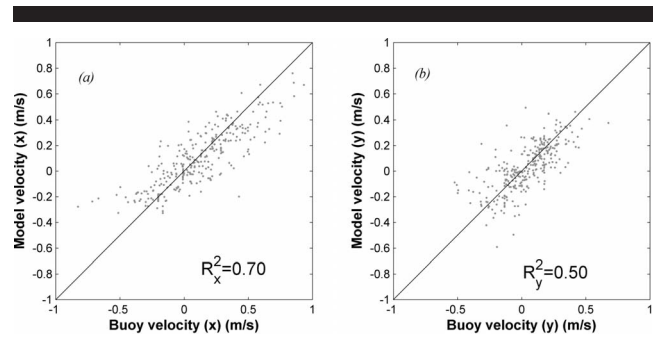 (a)
Model velocity (x) (m/s)
1
0.8
0.6
0.4
0.2
0
-0.2
-0.4
-0.6
-0.8
-1
-1 -0.5 0 0.5 1
Buoy velocity (x) (m/s)
R²x=0.70
(b)
Model velocity (y) (m/s)
1
0.8
0.6
0.4
0.2
0
-0.2
-0.4
-0.6
-0.8
-1
-1 -0.5 0 0.5 1
Buoy velocity (y) (m/s)
R²y=0.50